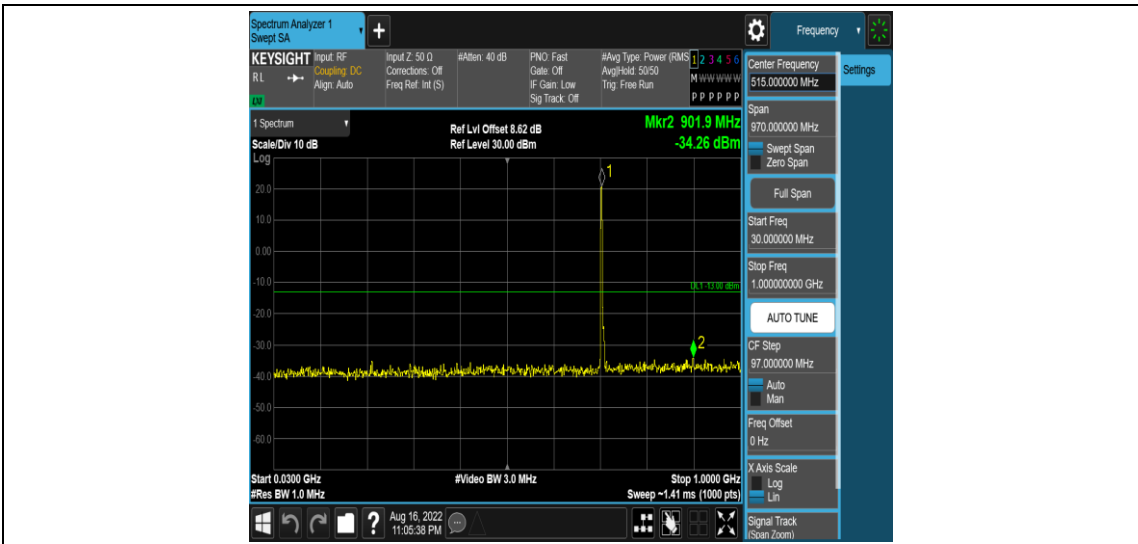 Spectrum Analyzer 1
Swept SA
+
Frequency
KEYSIGHT Input: RF Input Z: 50 Ω #Atten: 40 dB PNO: Fast #Avg Type: Power (RMS 1 2 3 4 5 6
RL Coupling: DC Corrections: Off Gate: Off Avg|Hold: 50/50 M W W W W W
Align: Auto Freq Ref: Int (S) IF Gain: Low Trig: Free Run
Sig Track: Off P P P P P P
LXI
Center Frequency
515.000000 MHz
Settings
Span
970.000000 MHz
Swept Span
Zero Span
Full Span
Start Freq
30.000000 MHz
Stop Freq
1.000000000 GHz
AUTO TUNE
CF Step
97.000000 MHz
Auto
Man
Freq Offset
0 Hz
X Axis Scale
Log
Lin
Signal Track
(Span Zoom)
1 Spectrum
Scale/Div 10 dB
Log
Ref Lvl Offset 8.62 dB
Ref Level 30.00 dBm
Mkr2 901.9 MHz
-34.26 dBm
1
20.0
10.0
0.00
-10.0
DL1 -13.00 dBm
-20.0
-30.0
2
-40.0
-50.0
-60.0
Start 0.0300 GHz #Video BW 3.0 MHz Stop 1.0000 GHz
#Res BW 1.0 MHz Sweep ~1.41 ms (1000 pts)
? Aug 16, 2022
11:05:38 PM